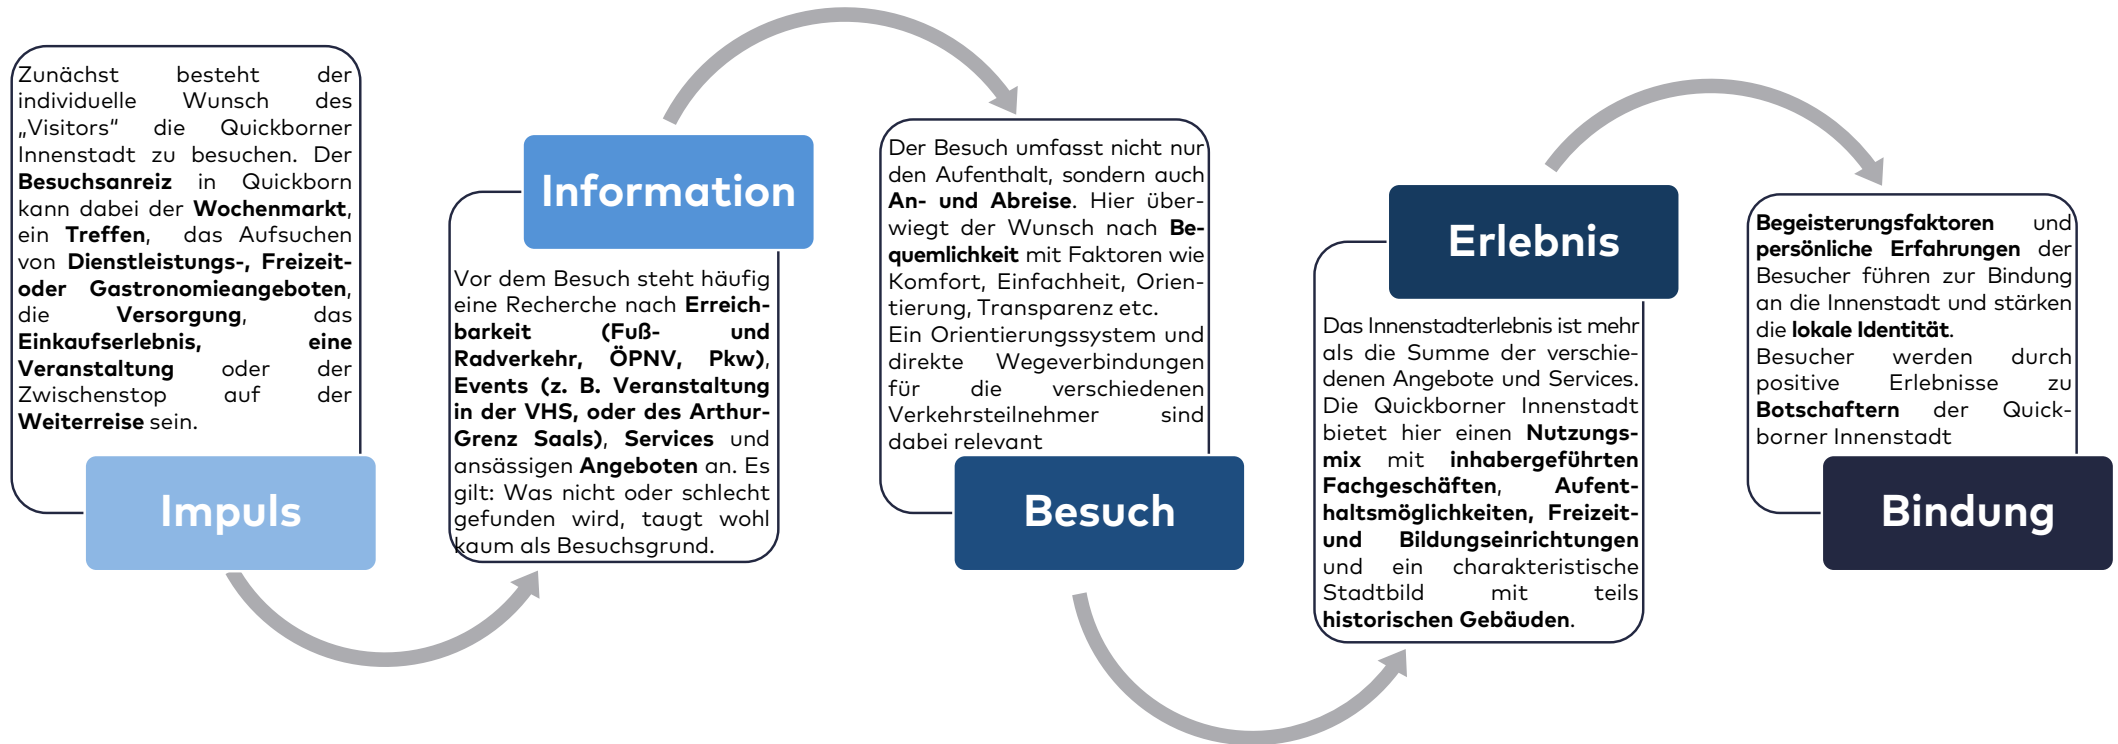 Zunächst besteht der
individuelle Wunsch des
„Visitors“ die Quickborner
Innenstadt zu besuchen. Der
Besuchsanreiz in Quickborn
kann dabei der Wochenmarkt,
ein Treffen, das Aufsuchen
von Dienstleistungs-, Freizeit-
oder Gastronomieangeboten,
die Versorgung, das
Einkaufserlebnis, eine
Veranstaltung oder der
Zwischenstop auf der
Weiterreise sein.
Impuls
Information
Vor dem Besuch steht häufig
eine Recherche nach Erreich-
barkeit (Fuß- und
Radverkehr, ÖPNV, Pkw),
Events (z. B. Veranstaltung
in der VHS, oder des Arthur-
Grenz Saals), Services und
ansässigen Angeboten an. Es
gilt: Was nicht oder schlecht
gefunden wird, taugt wohl
kaum als Besuchsgrund.
Der Besuch umfasst nicht nur
den Aufenthalt, sondern auch
An- und Abreise. Hier über-
wiegt der Wunsch nach Be-
quemlichkeit mit Faktoren wie
Komfort, Einfachheit, Orien-
tierung, Transparenz etc.
Ein Orientierungssystem und
direkte Wegeverbindungen
für die verschiedenen
Verkehrsteilnehmer sind
dabei relevant
Besuch
Erlebnis
Das Innenstadterlebnis ist mehr
als die Summe der verschie-
denen Angebote und Services.
Die Quickborner Innenstadt
bietet hier einen Nutzungs-
mix mit inhabergeführten
Fachgeschäften, Aufent-
haltsmöglichkeiten, Freizeit-
und Bildungseinrichtungen
und ein charakteristische
Stadtbild mit teils
historischen Gebäuden.
Begeisterungsfaktoren und
persönliche Erfahrungen der
Besucher führen zur Bindung
an die Innenstadt und stärken
die lokale Identität.
Besucher werden durch
positive Erlebnisse zu
Botschaftern der Quick-
borner Innenstadt
Bindung